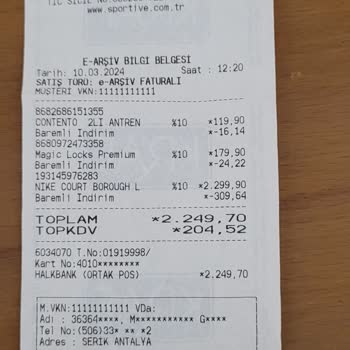 www.sportive.com.tr
E-ARŞİV BİLGİ BELGESİ
Tarih: 10.03.2024 Saat : 12:20
SATIŞ TÜRÜ: e-ARŞİV FATURALI
MÜŞTERİ VKN:11111111111
8682686151355
CONTENTO 2Lİ ANTREN %10 *119,90
Baremli İndirim *-16,14
8680972473358
Magic Locks Premium %10 *179,90
Baremli İndirim *-24,22
193145976283
NIKE COURT BOROUGH L %10 *2.299,90
Baremli İndirim *-309,64
TOPLAM *2.249,70
TOPKDV *204,52
6034070 T.No:01919998/
Kart No:4010********
HALKBANK (ORTAK POS) *2.249,70
M.VKN:11111111111 VDa:
Adı : 36364****, M*********** G****
Tel No:(506)33* ** *2
Adres : SERİK ANTALYA